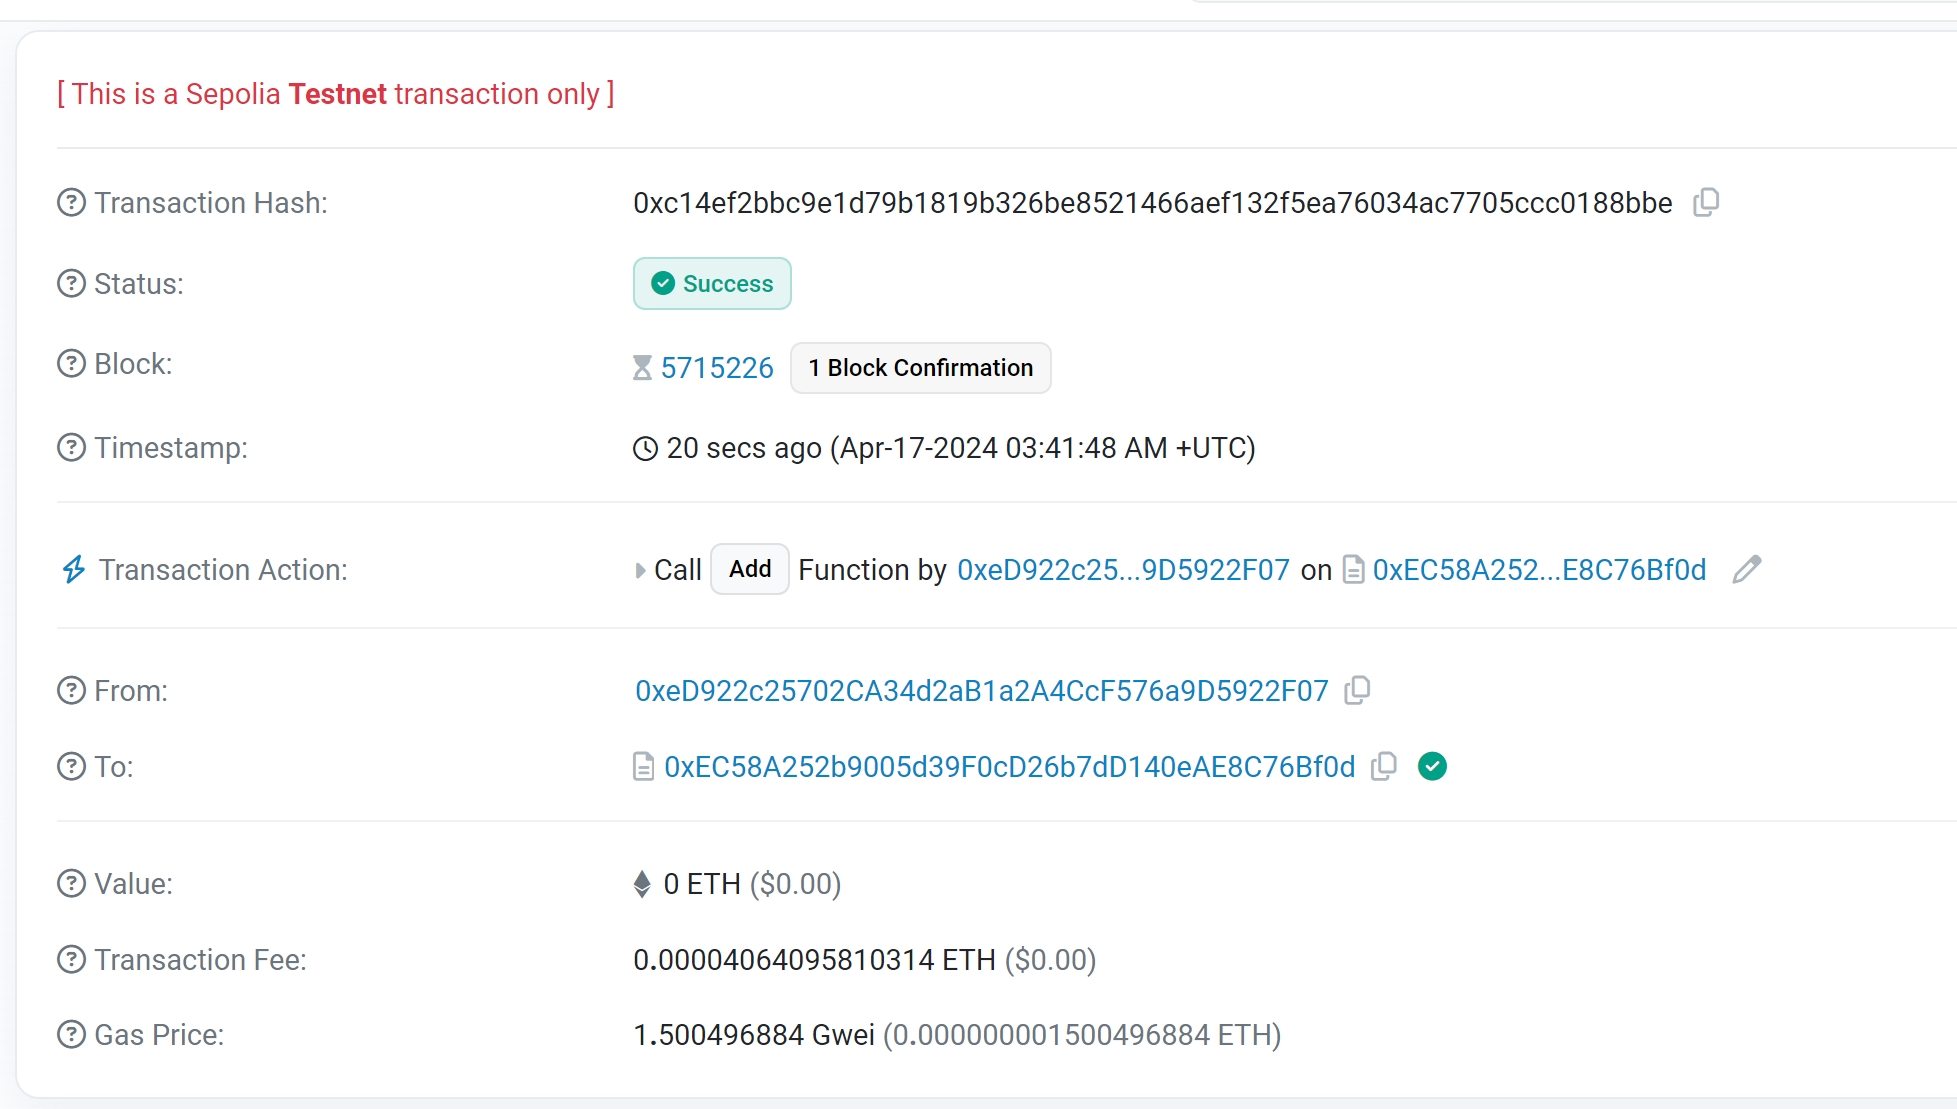 [ This is a Sepolia Testnet transaction only ]
Transaction Hash: 0xc14ef2bbc9e1d79b1819b326be8521466aef132f5ea76034ac7705ccc0188bbe
Status: Success
Block: 5715226 1 Block Confirmation
Timestamp: 20 secs ago (Apr-17-2024 03:41:48 AM +UTC)
Transaction Action: Call Add Function by 0xeD922c25...9D5922F07 on 0xEC58A252...E8C76Bf0d
From: 0xeD922c25702CA34d2aB1a2A4CcF576a9D5922F07
To: 0xEC58A252b9005d39F0cD26b7dD140eAE8C76Bf0d
Value: 0 ETH ($0.00)
Transaction Fee: 0.00004064095810314 ETH ($0.00)
Gas Price: 1.500496884 Gwei (0.000000001500496884 ETH)